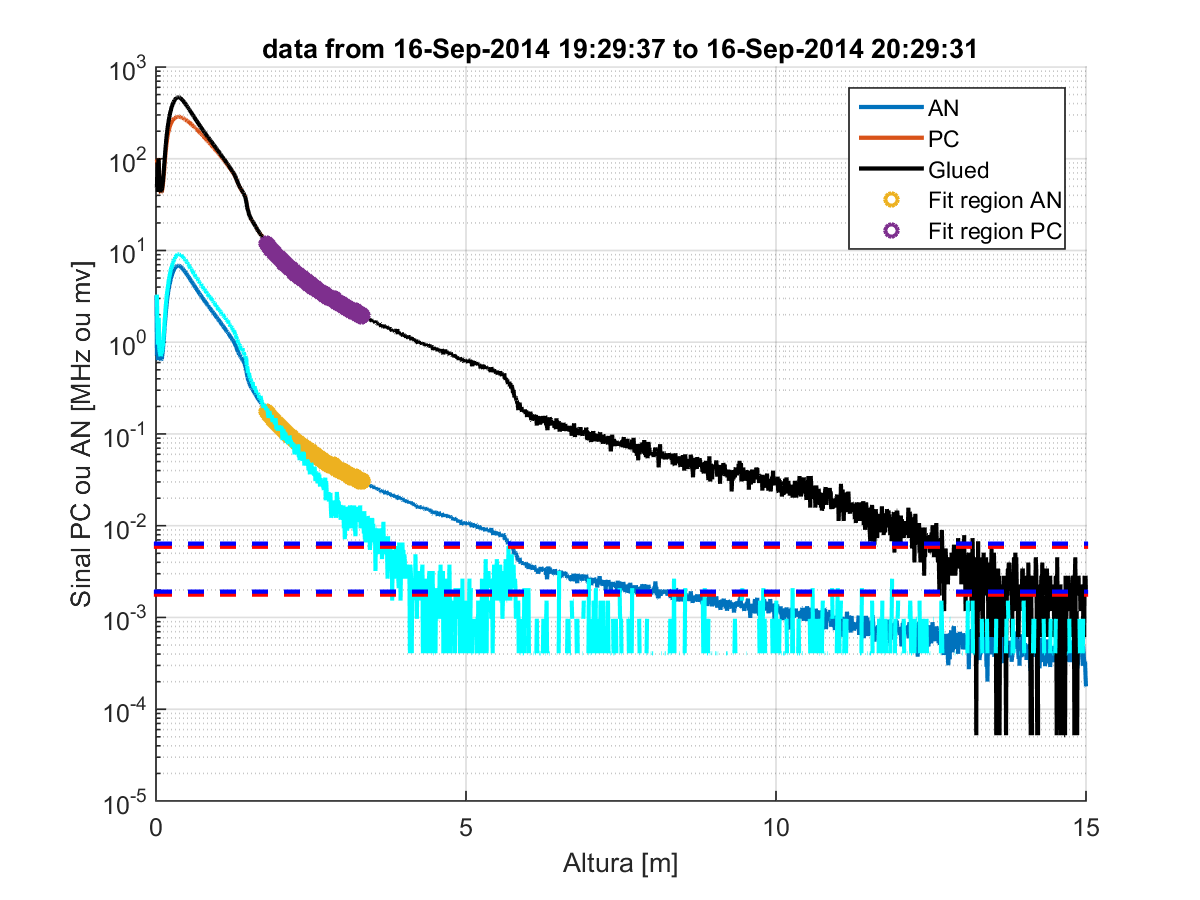 data from 16-Sep-2014 19:29:37 to 16-Sep-2014 20:29:31
AN
PC
Glued
Fit region AN
Fit region PC
Sinal PC ou AN [MHz ou mv]
10^3
10^2
10^1
10^0
10^-1
10^-2
10^-3
10^-4
10^-5
0 5 10 15
Altura [m]